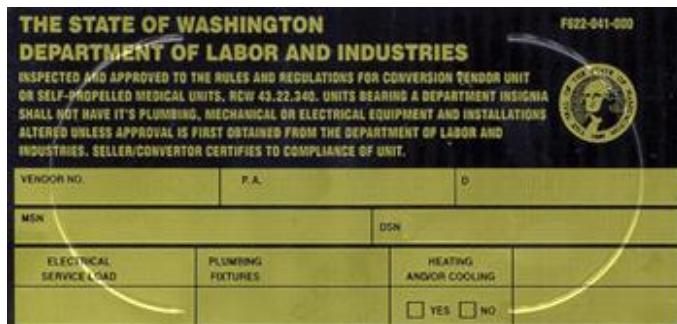 THE STATE OF WASHINGTON
F622-041-000
DEPARTMENT OF LABOR AND INDUSTRIES
INSPECTED AND APPROVED TO THE RULES AND REGULATIONS FOR CONVERSION VENDOR UNIT
OR SELF-PROPELLED MEDICAL UNITS, RCW 43.22.340. UNITS BEARING A DEPARTMENT INSIGNIA
SHALL NOT HAVE IT'S PLUMBING, MECHANICAL OR ELECTRICAL EQUIPMENT AND INSTALLATIONS
ALTERED UNLESS APPROVAL IS FIRST OBTAINED FROM THE DEPARTMENT OF LABOR AND
INDUSTRIES. SELLER/CONVERTOR CERTIFIES TO COMPLIANCE OF UNIT.
VENDOR NO. P.A. D
MSN DSN
ELECTRICAL PLUMBING HEATING
SERVICE LOAD FIXTURES AND/OR COOLING
YES NO